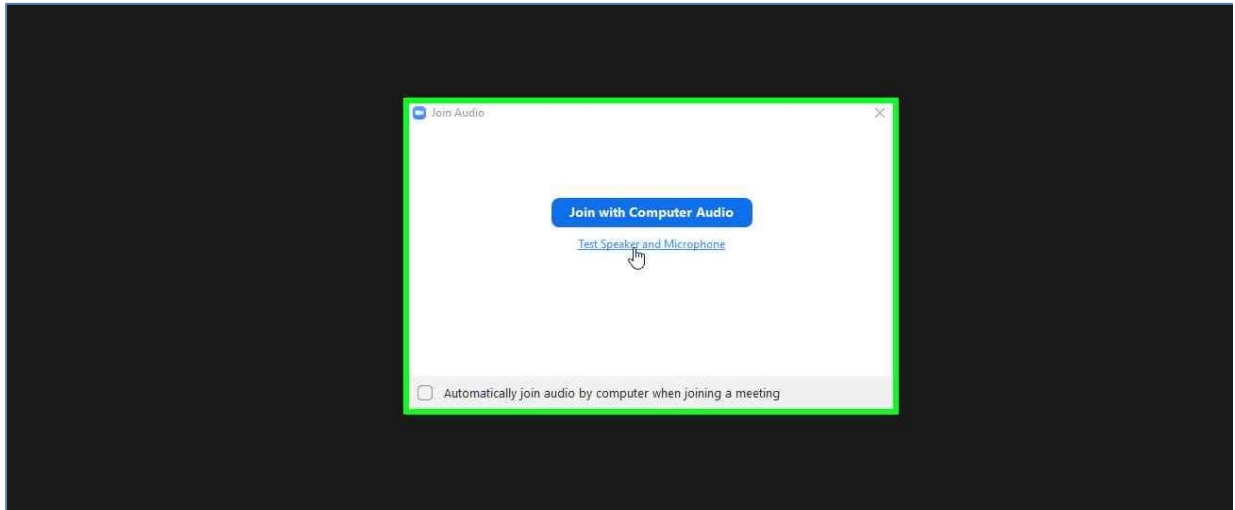 Join Audio
Join with Computer Audio
Test Speaker and Microphone
Automatically join audio by computer when joining a meeting